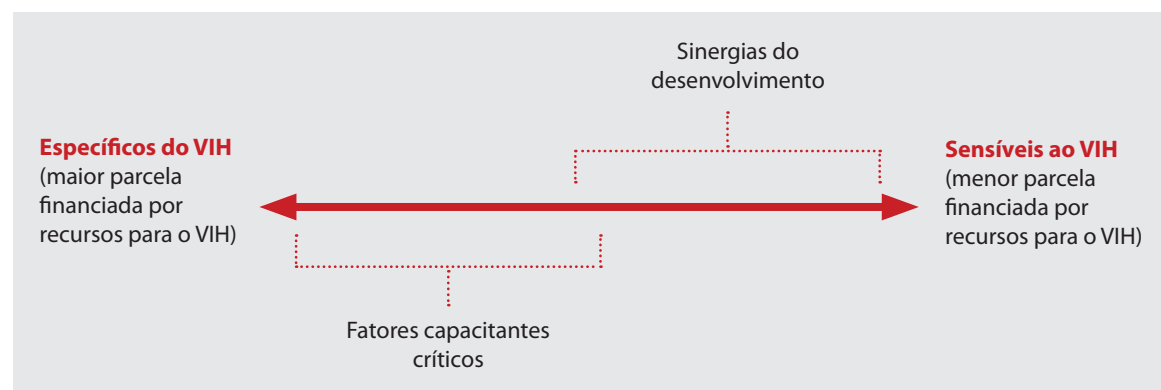 Sinergias do
desenvolvimento
Específicos do VIH
(maior parcela
financiada por
recursos para o VIH)
Sensíveis ao VIH
(menor parcela
financiada por
recursos para o VIH)
Fatores capacitantes
críticos